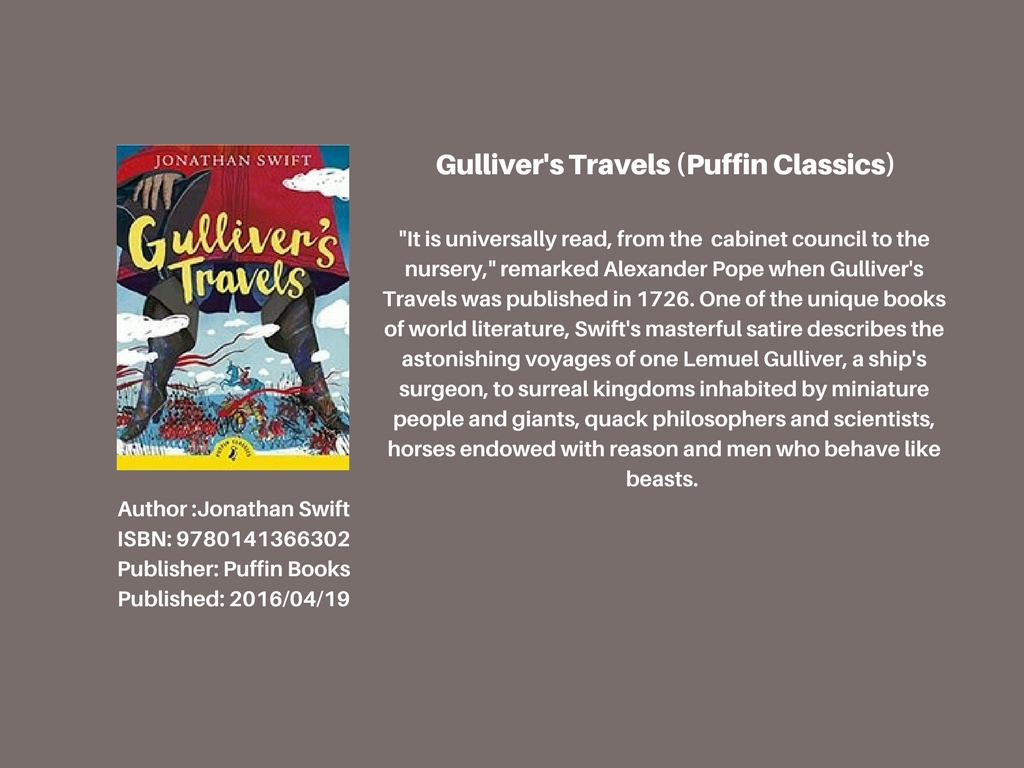 JONATHAN SWIFT
Gulliver's
Travels
PUFFIN CLASSICS
Author :Jonathan Swift
ISBN: 9780141366302
Publisher: Puffin Books
Published: 2016/04/19
Gulliver's Travels (Puffin Classics)
"It is universally read, from the  cabinet council to the
nursery," remarked Alexander Pope when Gulliver's
Travels was published in 1726. One of the unique books
of world literature, Swift's masterful satire describes the
astonishing voyages of one Lemuel Gulliver, a ship's
surgeon, to surreal kingdoms inhabited by miniature
people and giants, quack philosophers and scientists,
horses endowed with reason and men who behave like
beasts.